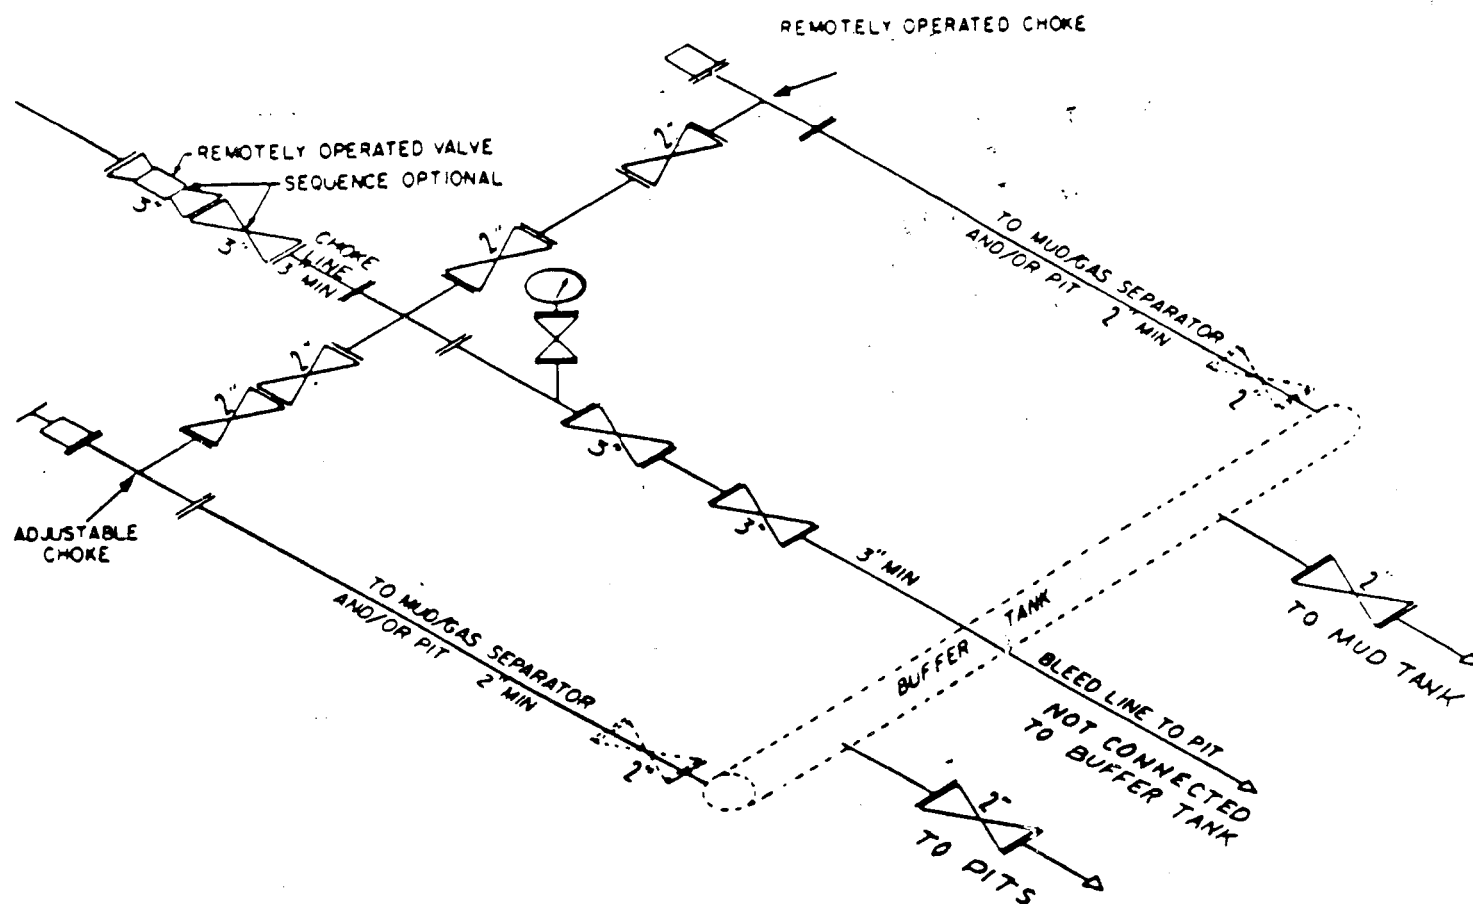 REMOTELY OPERATED CHOKE
REMOTELY OPERATED VALVE
SEQUENCE OPTIONAL
3"
3"
CHOKE
LINE
3" MIN
2"
2"
2"
2"
ADJUSTABLE
CHOKE
TO MUD/GAS SEPARATOR
AND/OR PIT
2" MIN
2"
3"
3"
3" MIN
BUFFER TANK
BLEED LINE TO PIT
NOT CONNECTED
TO BUFFER TANK
2"
TO MUD TANK
TO MUD/GAS SEPARATOR
AND/OR PIT
2" MIN
2"
2"
TO PITS